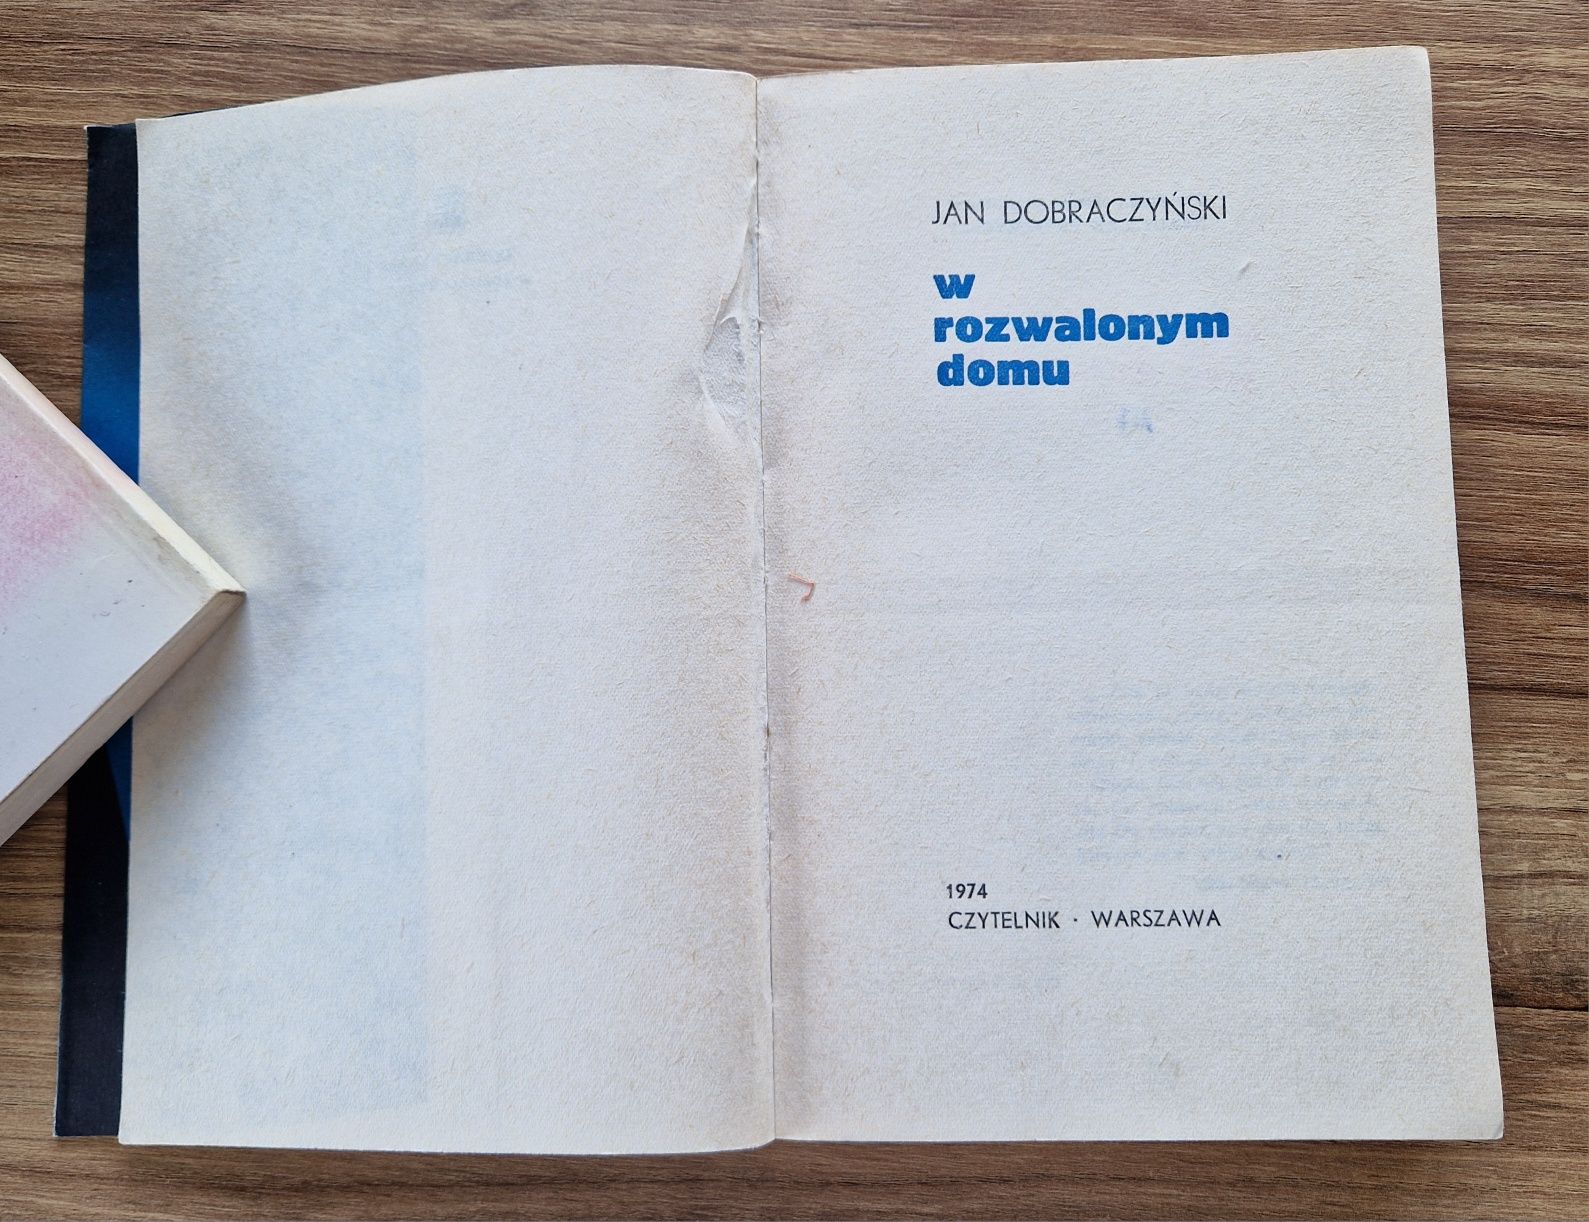 JAN DOBRACZYŃSKI
w
rozwalonym
domu
1974
CZYTELNIK · WARSZAWA